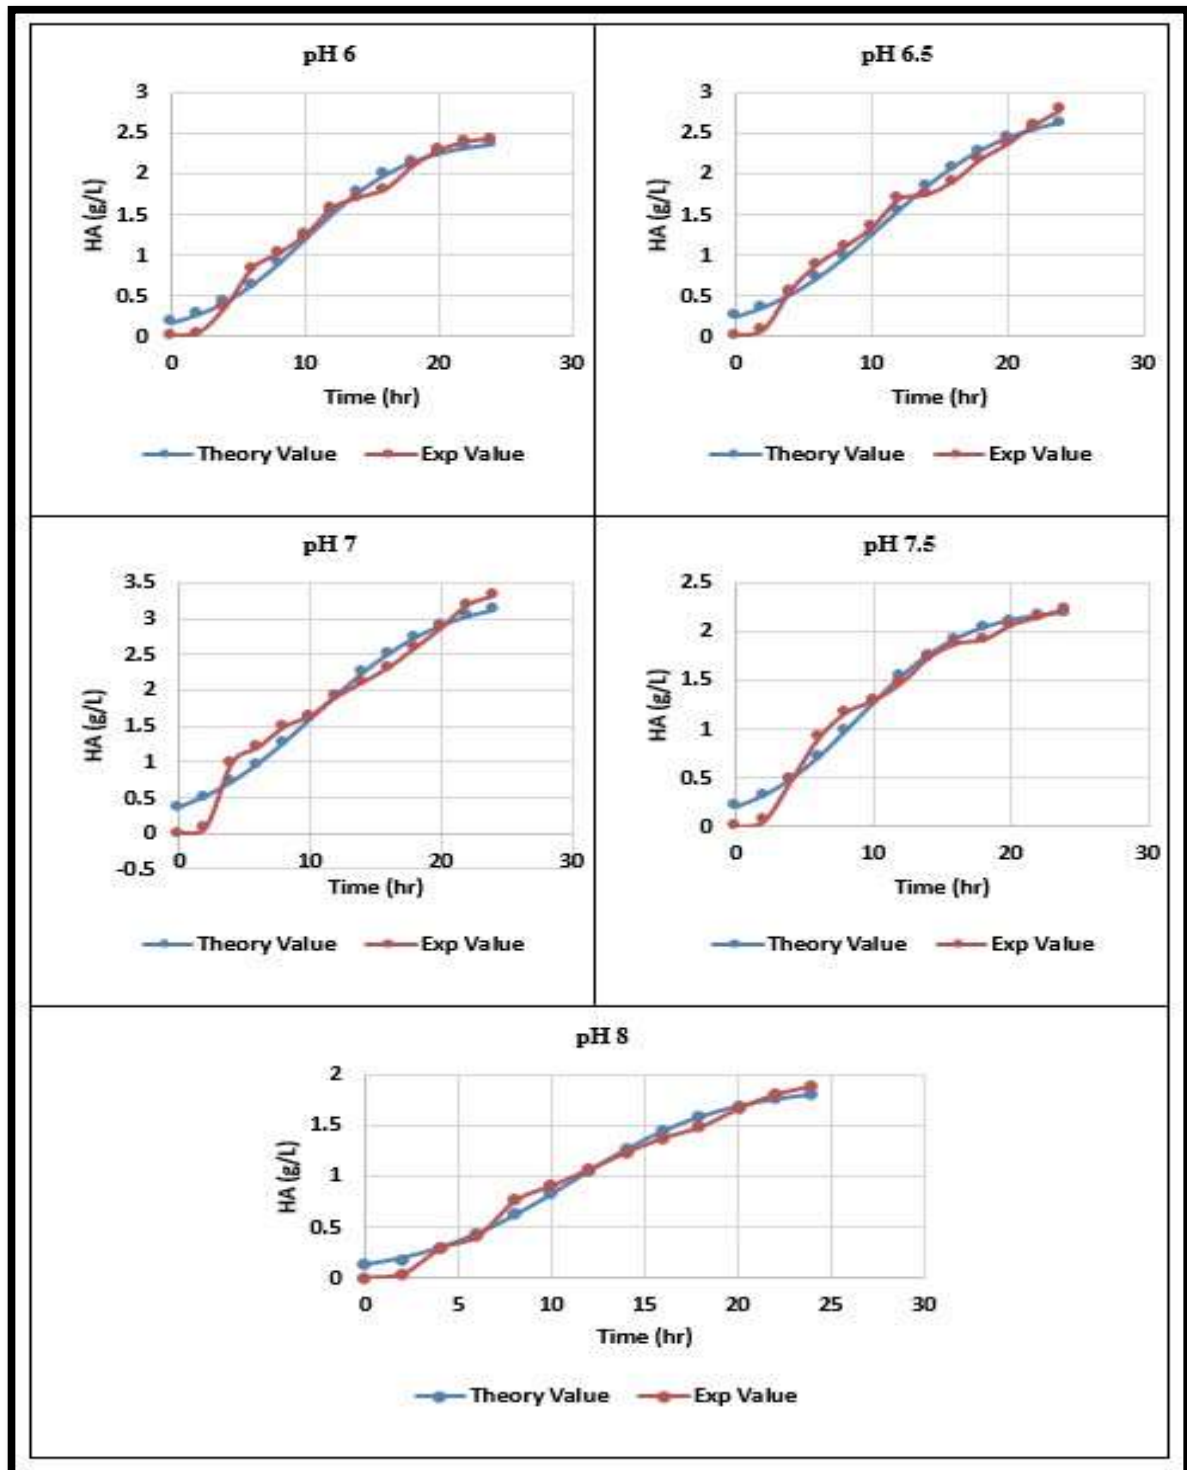 pH 6
3
2.5
2
1.5
1
0.5
0
HA (g/L)
0 10 20 30
Time (hr)
Theory Value Exp Value
pH 6.5
3
2.5
2
1.5
1
0.5
0
HA (g/L)
0 10 20 30
Time (hr)
Theory Value Exp Value
pH 7
3.5
3
2.5
2
1.5
1
0.5
0
-0.5
HA (g/L)
0 10 20 30
Time (hr)
Theory Value Exp Value
pH 7.5
2.5
2
1.5
1
0.5
0
HA (g/L)
0 10 20 30
Time (hr)
Theory Value Exp Value
pH 8
2
1.5
1
0.5
0
HA (g/L)
0 5 10 15 20 25 30
Time (hr)
Theory Value Exp Value